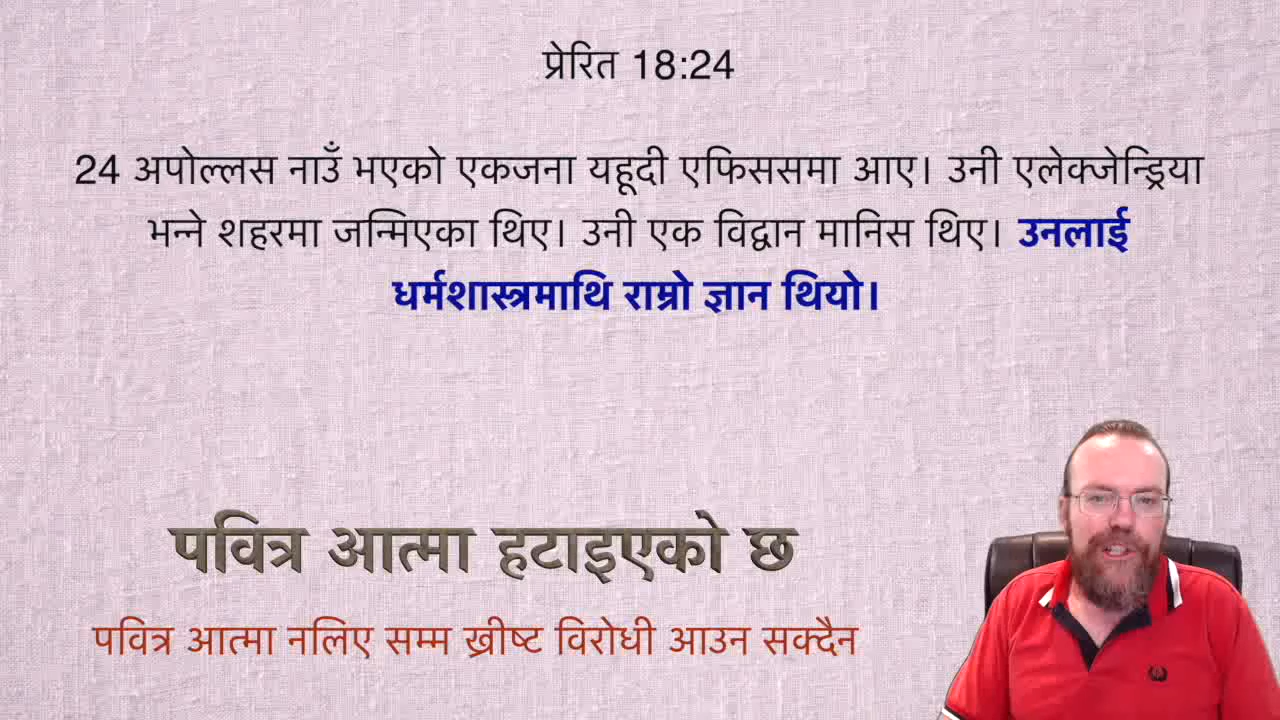 प्रेरित 18:24
24 अपोल्लस नाउँ भएको एकजना यहूदी एफिससमा आए। उनी एलेक्जेन्ड्रिया
भन्ने शहरमा जन्मिएका थिए। उनी एक विद्वान मानिस थिए। उनलाई
धर्मशास्त्रमाथि राम्रो ज्ञान थियो।
पवित्र आत्मा हटाइएको छ
पवित्र आत्मा नलिए सम्म ख्रीष्ट विरोधी आउन सक्दैन